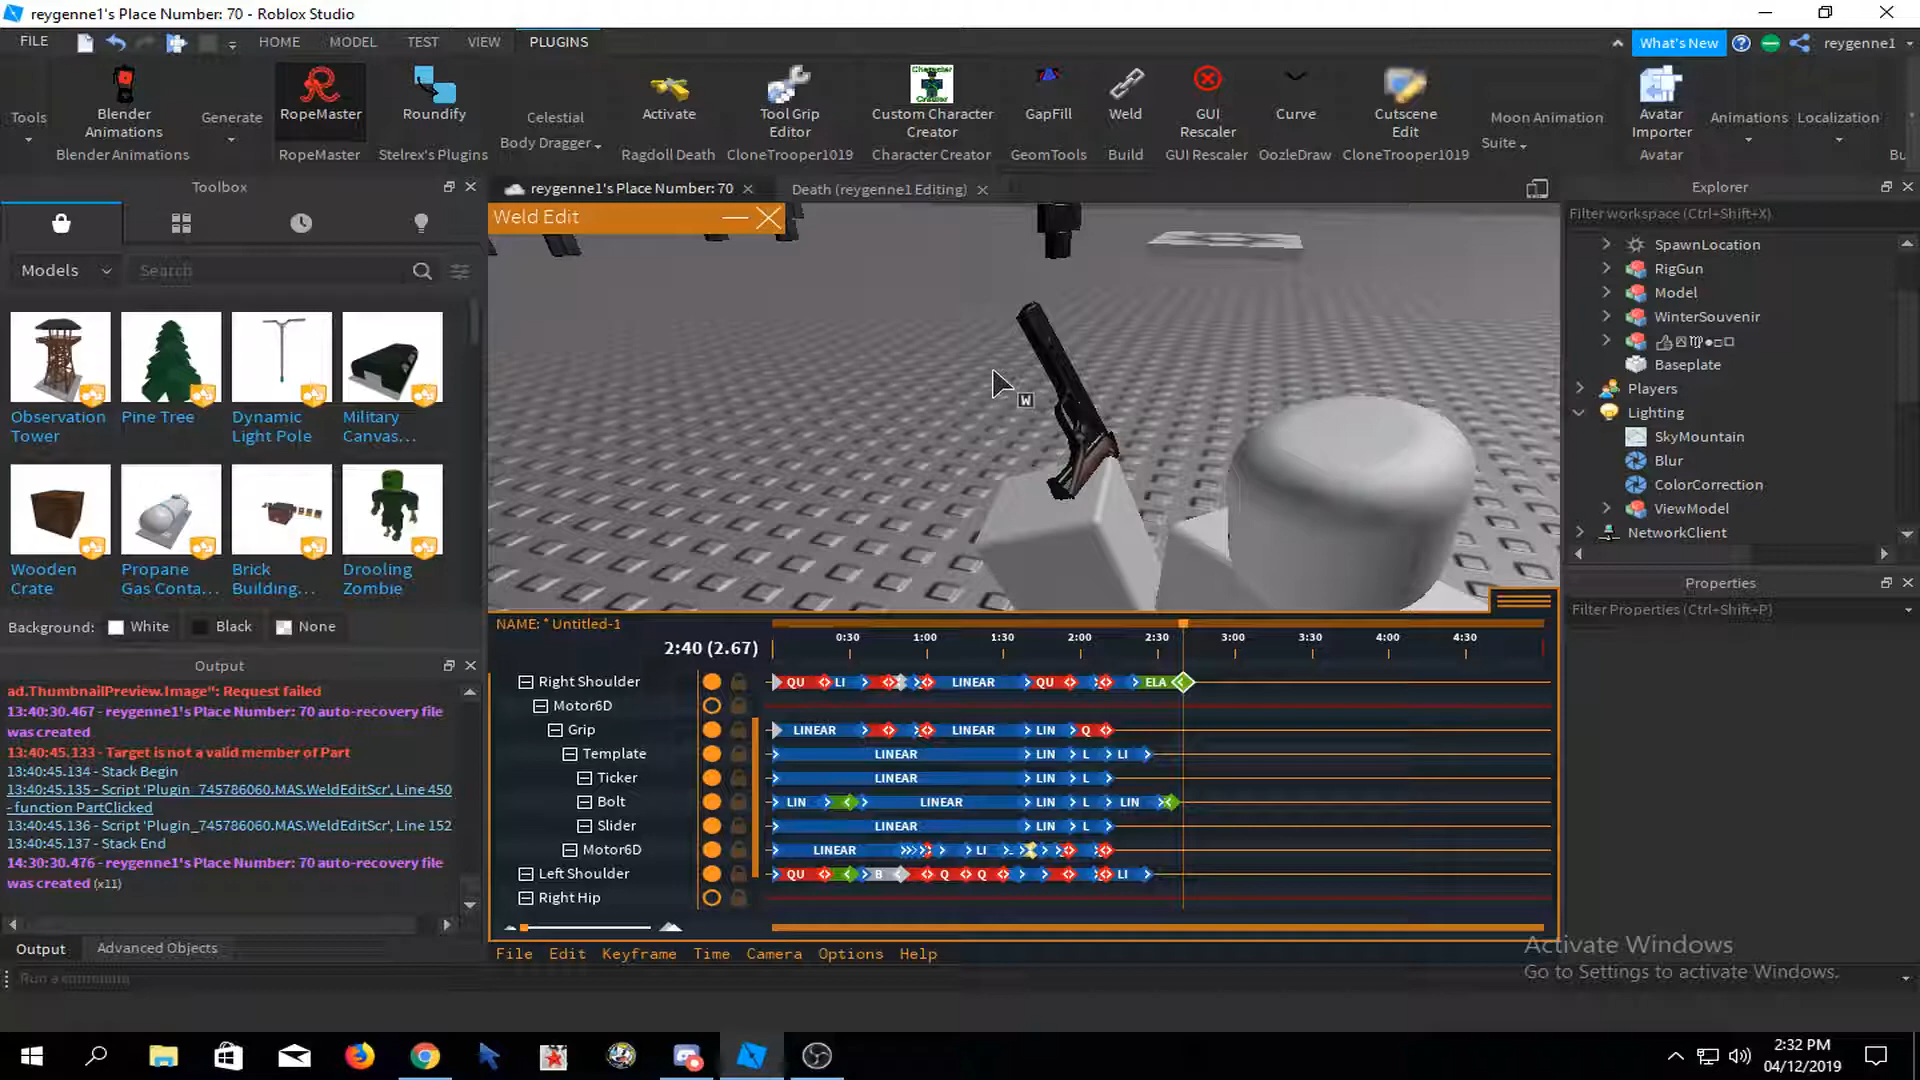 reygenne1's Place Number: 70 - Roblox Studio
FILE
HOME
MODEL
TEST
VIEW
PLUGINS
What's New
reygenne1
Tools
Blender Animations
Blender Animations
Generate
RopeMaster
RopeMaster
Roundify
Stelrex's Plugins
Celestial Body Dragger
Activate
Ragdoll Death
Tool Grip Editor
CloneTrooper1019
Custom Character Creator
Character Creator
GapFill
GeomTools
Weld
Build
GUI Rescaler
GUI Rescaler
Curve
OozleDraw
Cutscene Edit
CloneTrooper1019
Moon Animation Suite
Avatar Importer
Avatar
Animations
Localization
Bu
Toolbox
reygenne1's Place Number: 70
Death (reygenne1 Editing)
Explorer
Weld Edit
Filter workspace (Ctrl+Shift+X)
Models
Search
Observation Tower
Pine Tree
Dynamic Light Pole
Military Canvas...
Wooden Crate
Propane Gas Conta...
Brick Building...
Drooling Zombie
Background:
White
Black
None
W
SpawnLocation
RigGun
Model
WinterSouvenir
Baseplate
Players
Lighting
SkyMountain
Blur
ColorCorrection
ViewModel
NetworkClient
Properties
Filter Properties (Ctrl+Shift+P)
Output
ad.ThumbnailPreview.Image": Request failed
13:40:30.467 - reygenne1's Place Number: 70 auto-recovery file
was created
13:40:45.133 - Target is not a valid member of Part
13:40:45.134 - Stack Begin
13:40:45.135 - Script 'Plugin_745786060.MAS.WeldEditScr', Line 450
- function PartClicked
13:40:45.136 - Script 'Plugin_745786060.MAS.WeldEditScr', Line 152
13:40:45.137 - Stack End
14:30:30.476 - reygenne1's Place Number: 70 auto-recovery file
was created (x11)
Output
Advanced Objects
Run a command
NAME: * Untitled-1
2:40 (2.67)
0:30 1:00 1:30 2:00 2:30 3:00 3:30 4:00 4:30
Right Shoulder QU LI LINEAR QU ELA
Motor6D
Grip LINEAR LINEAR LIN Q
Template LINEAR LIN L LI
Ticker LINEAR LIN L
Bolt LIN LINEAR LIN L LIN
Slider LINEAR LIN L
Motor6D LINEAR LI
Left Shoulder QU B Q Q LI
Right Hip
File Edit Keyframe Time Camera Options Help
Activate Windows
Go to Settings to activate Windows.
2:32 PM
04/12/2019